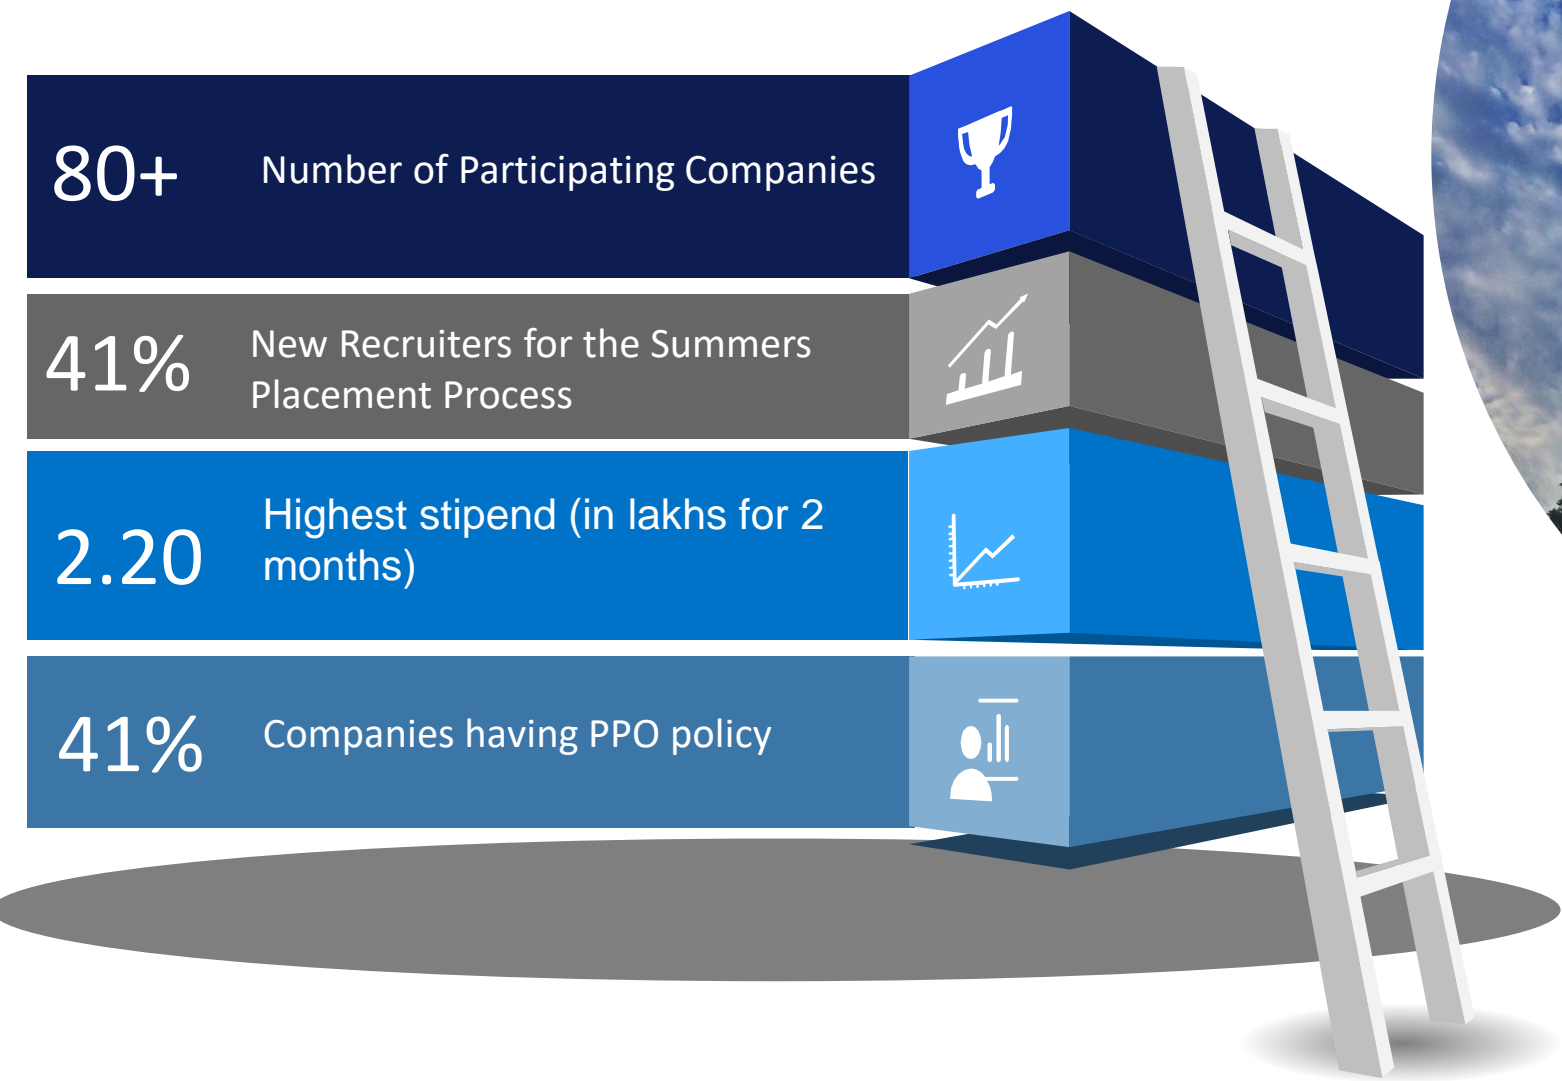 80+
Number of Participating Companies
41%
New Recruiters for the Summers
Placement Process
2.20
Highest stipend (in lakhs for 2
months)
41%
Companies having PPO policy